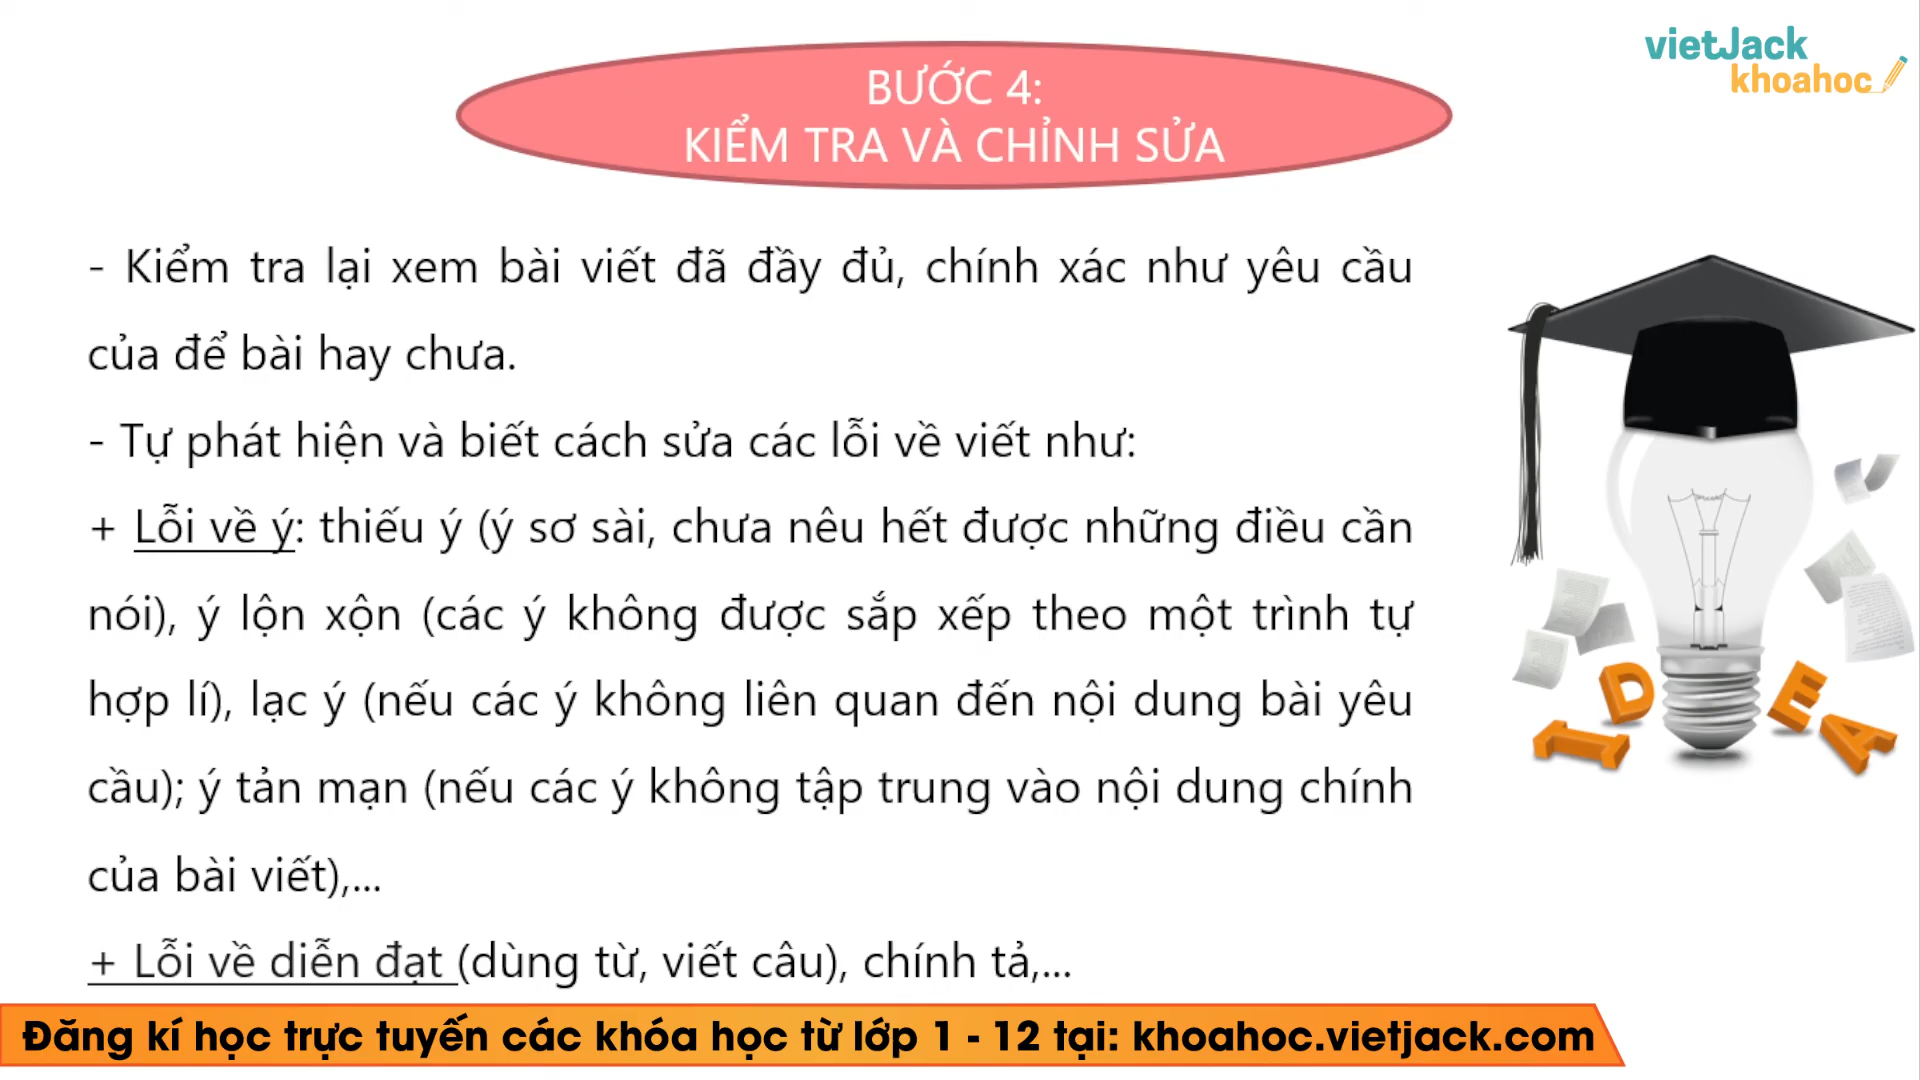 vietJack
khoahoc
BƯỚC 4:
KIỂM TRA VÀ CHỈNH SỬA
- Kiểm tra lại xem bài viết đã đầy đủ, chính xác như yêu cầu
của để bài hay chưa.
- Tự phát hiện và biết cách sửa các lỗi về viết như:
+ Lỗi về ý: thiếu ý (ý sơ sài, chưa nêu hết được những điều cần
nói), ý lộn xộn (các ý không được sắp xếp theo một trình tự
hợp lí), lạc ý (nếu các ý không liên quan đến nội dung bài yêu
cầu); ý tản mạn (nếu các ý không tập trung vào nội dung chính
của bài viết),...
+ Lỗi về diễn đạt (dùng từ, viết câu), chính tả,...
IDEA
Đăng kí học trực tuyến các khóa học từ lớp 1 - 12 tại: khoahoc.vietjack.com